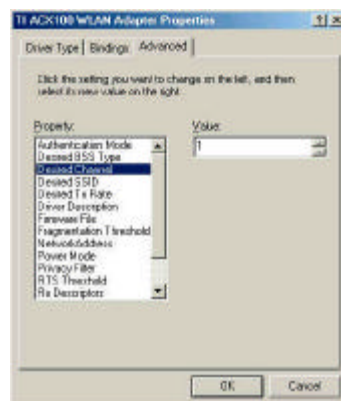 TI ACX100 WLAN Adapter Properties
Driver Type
Bindings
Advanced
Click the setting you want to change on the left, and then
select its new value on the right.
Property:
Value:
Authentication Mode
Desired BSS Type
Desired Channel
Desired SSID
Desired Tx Rate
Driver Description
Firmware File
Fragmentation Threshold
NetworkAddress
Power Mode
Privacy Filter
RTS Threshold
Rx Descriptors
1
OK
Cancel